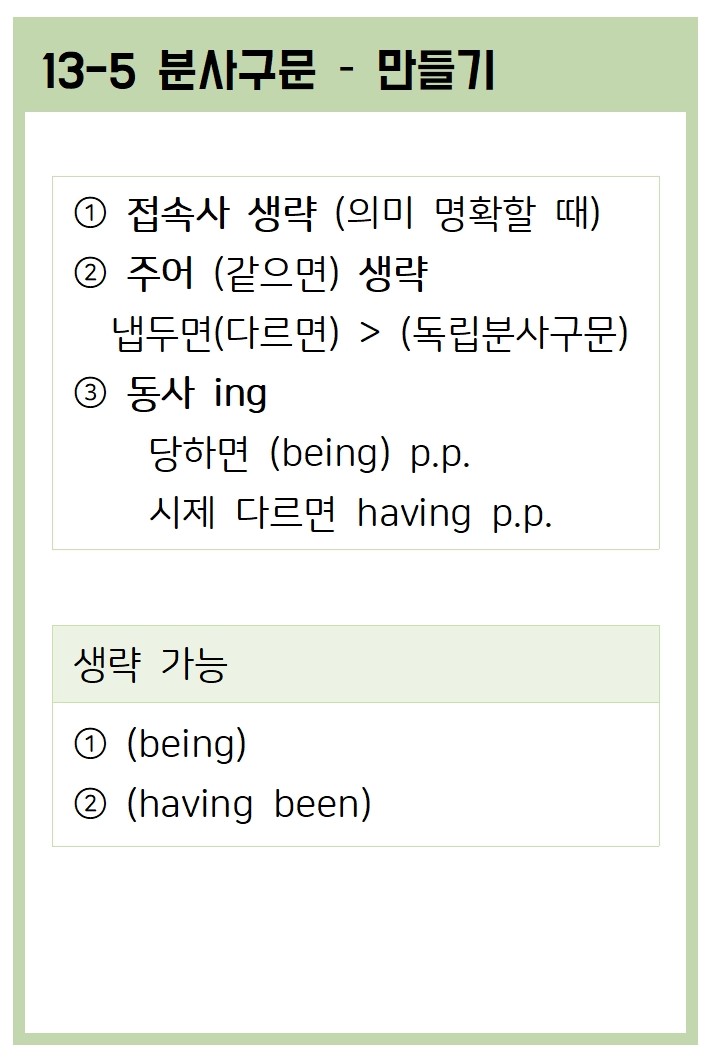 13-5 분사구문 - 만들기
① 접속사 생략 (의미 명확할 때)
② 주어 (같으면) 생략
냅두면(다르면) > (독립분사구문)
③ 동사 ing
당하면 (being) p.p.
시제 다르면 having p.p.
생략 가능
① (being)
② (having been)